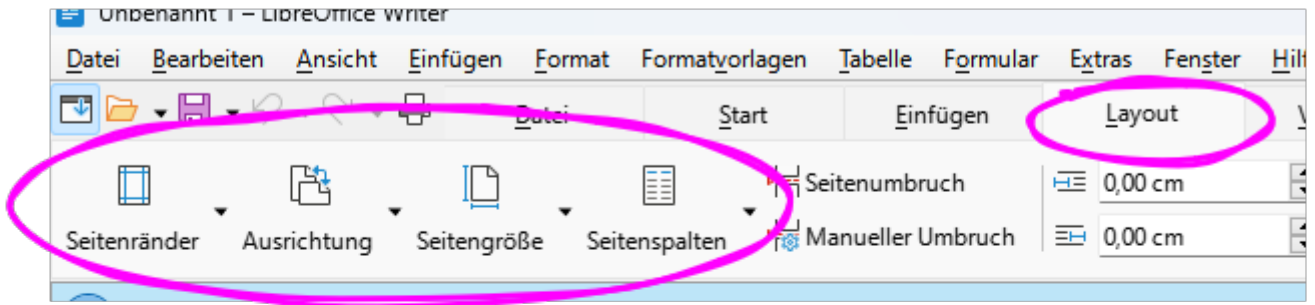 Unbenannt 1 – LibreOffice Writer
Datei Bearbeiten Ansicht Einfügen Format Formatvorlagen Tabelle Formular Extras Fenster
Datei Start Einfügen Layout
Seitenumbruch 0,00 cm
Seitenränder Ausrichtung Seitengröße Seitenspalten Manueller Umbruch 0,00 cm